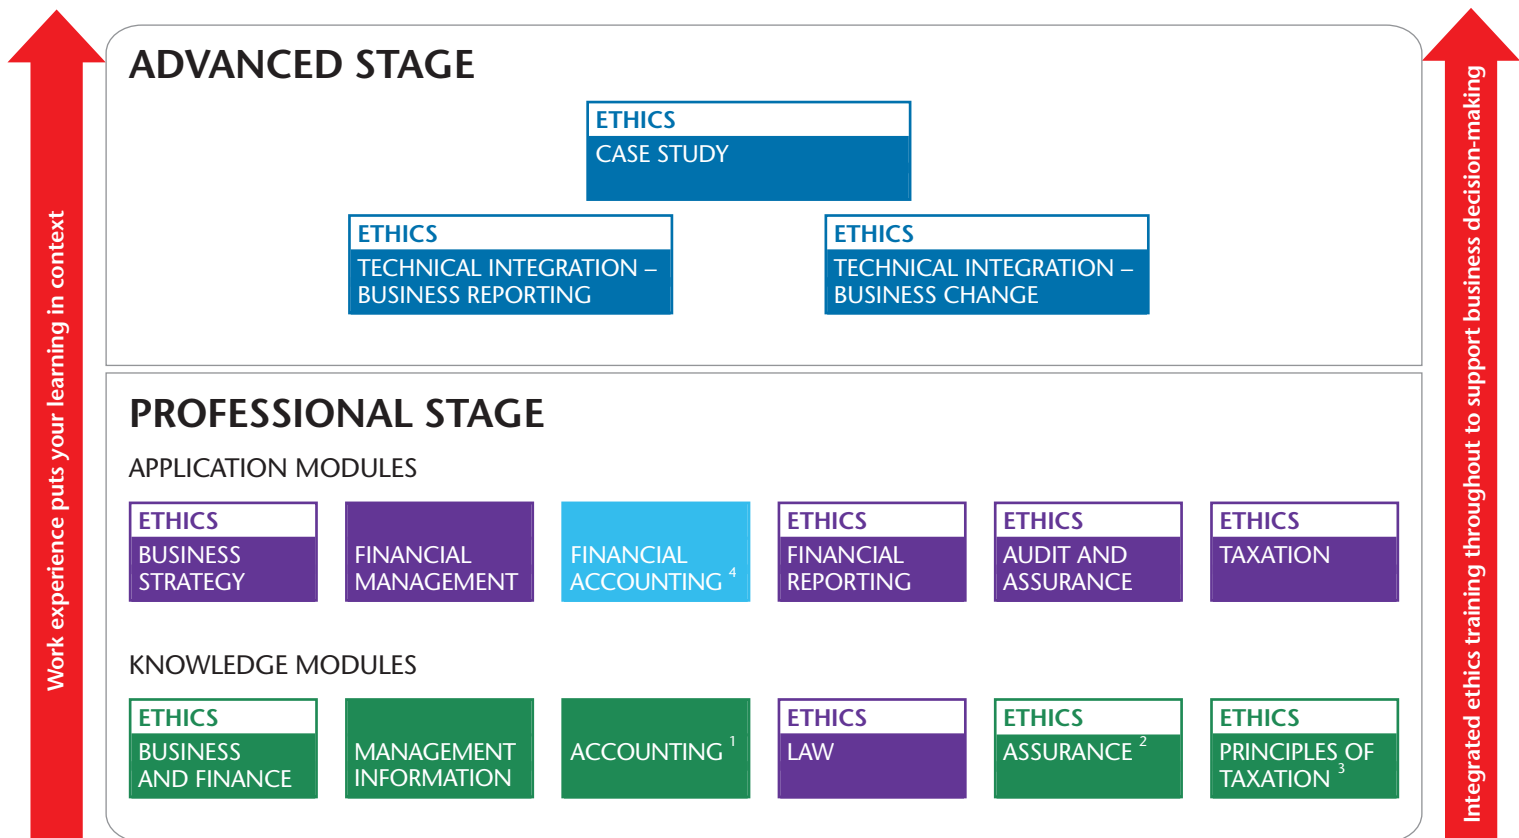 Work experience puts your learning in context
ADVANCED STAGE
ETHICS
CASE STUDY
ETHICS
TECHNICAL INTEGRATION –
BUSINESS REPORTING
ETHICS
TECHNICAL INTEGRATION –
BUSINESS CHANGE
PROFESSIONAL STAGE
APPLICATION MODULES
ETHICS
BUSINESS
STRATEGY
FINANCIAL
MANAGEMENT
FINANCIAL
ACCOUNTING 4
ETHICS
FINANCIAL
REPORTING
ETHICS
AUDIT AND
ASSURANCE
ETHICS
TAXATION
KNOWLEDGE MODULES
ETHICS
BUSINESS
AND FINANCE
MANAGEMENT
INFORMATION
ACCOUNTING 1
ETHICS
LAW
ETHICS
ASSURANCE 2
ETHICS
PRINCIPLES OF
TAXATION 3
Integrated ethics training throughout to support business decision-making